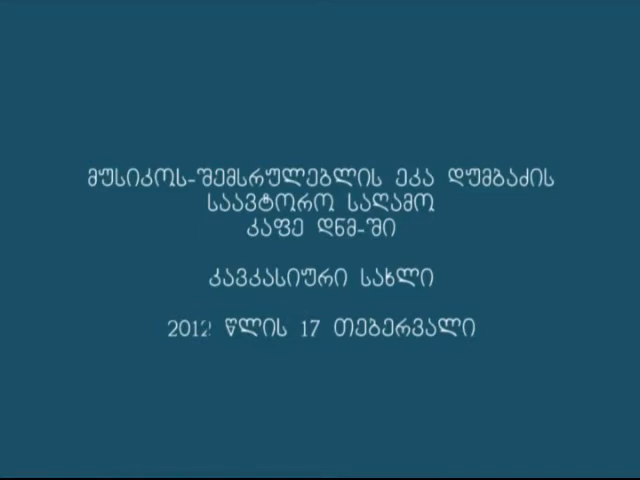 მუსიკოს-შემსრულებლის ეკა დუმბაძის
საავტორო საღამო
კაფე დნმ-ში
კავკასიური სახლი
2012 წლის 17 თებერვალი